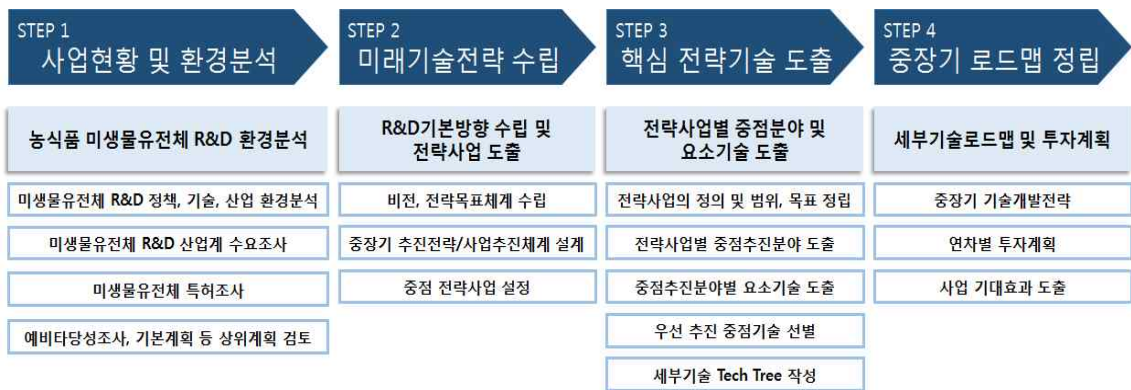 STEP 1
사업현황 및 환경분석
농식품 미생물유전체 R&D 환경분석
미생물유전체 R&D 정책, 기술, 산업 환경분석
미생물유전체 R&D 산업계 수요조사
미생물유전체 특허조사
예비타당성조사, 기본계획 등 상위계획 검토
STEP 2
미래기술전략 수립
R&D기본방향 수립 및
전략사업 도출
비전, 전략목표체계 수립
중장기 추진전략/사업추진체계 설계
중점 전략사업 설정
STEP 3
핵심 전략기술 도출
전략사업별 중점분야 및
요소기술 도출
전략사업의 정의 및 범위, 목표 정립
전략사업별 중점추진분야 도출
중점추진분야별 요소기술 도출
우선 추진 중점기술 선별
세부기술 Tech Tree 작성
STEP 4
중장기 로드맵 정립
세부기술로드맵 및 투자계획
중장기 기술개발전략
연차별 투자계획
사업 기대효과 도출